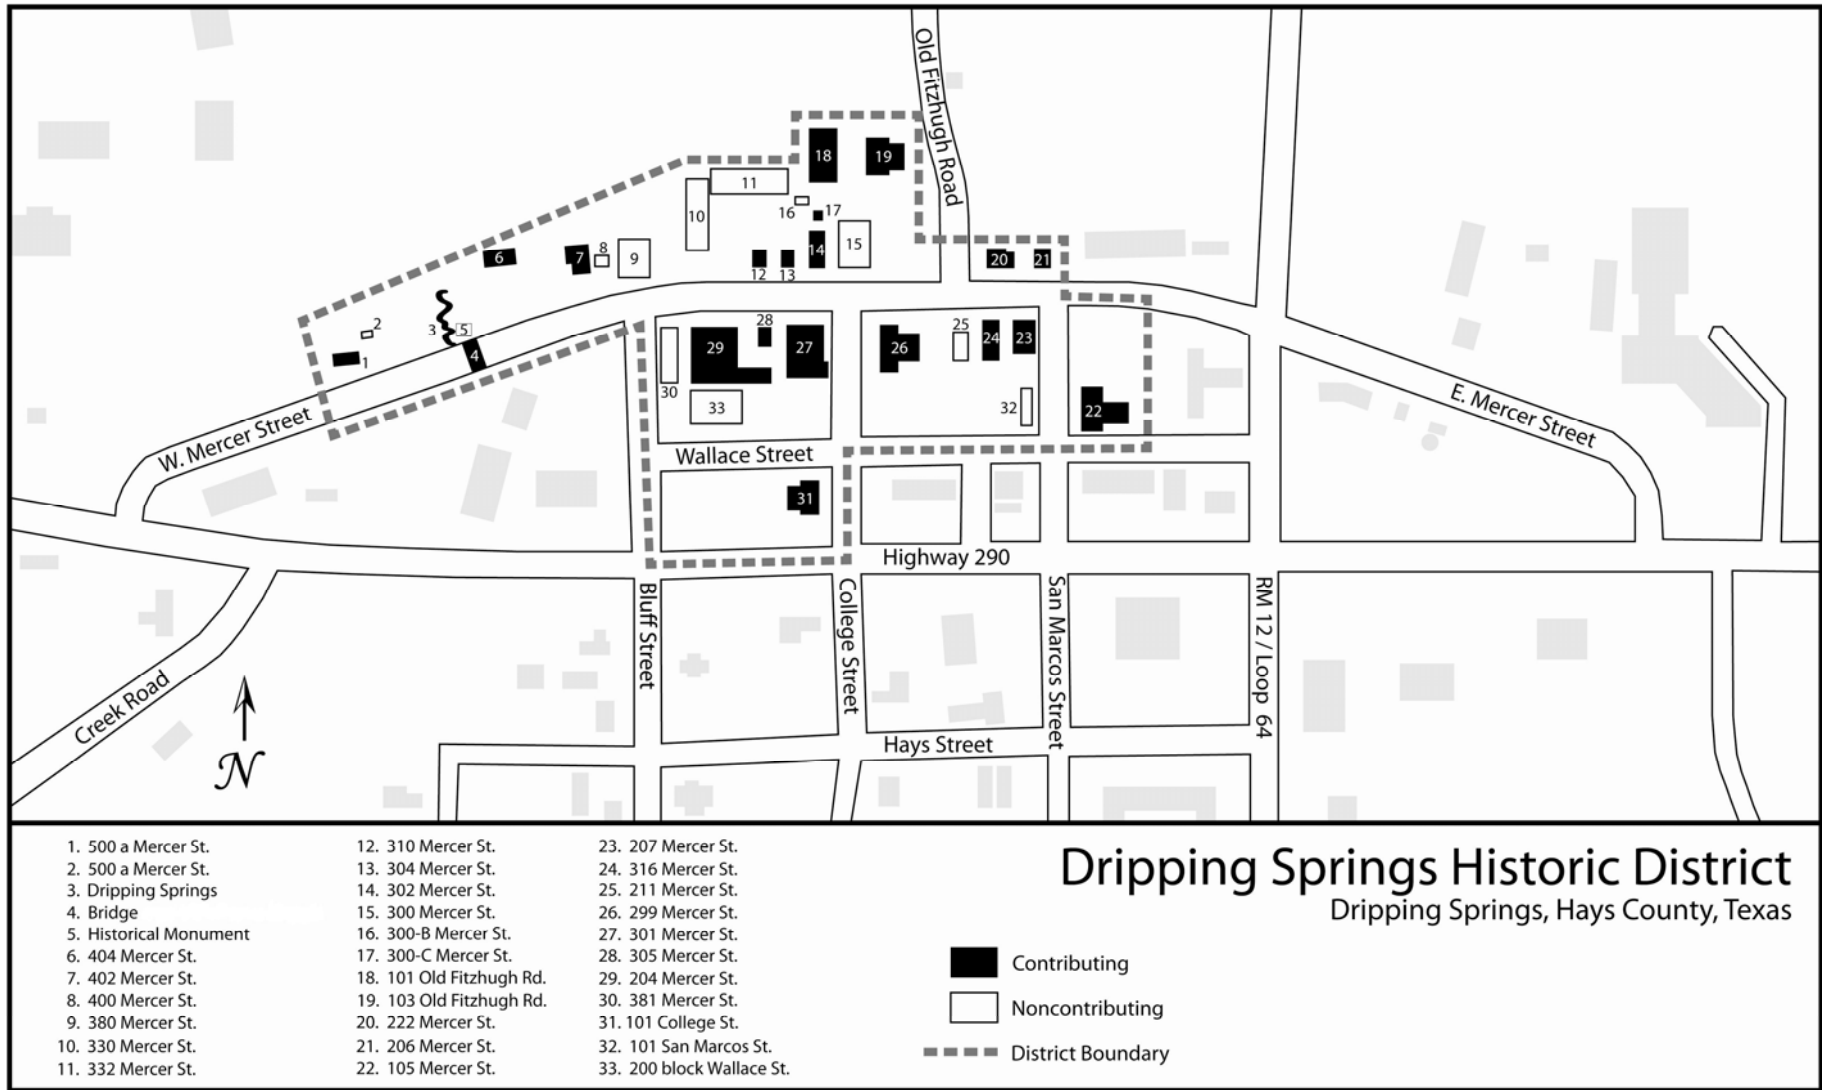 Old Fitzhugh Road
18
19
11
10
16
17
15
14
12
13
8
7
9
6
20
21
2
3
5
4
1
28
25
29
27
26
24
23
30
33
32
22
W. Mercer Street
E. Mercer Street
Wallace Street
31
Highway 290
Bluff Street
College Street
San Marcos Street
RM 12 / Loop 64
Creek Road
N
Hays Street
1. 500 a Mercer St.
2. 500 a Mercer St.
3. Dripping Springs
4. Bridge
5. Historical Monument
6. 404 Mercer St.
7. 402 Mercer St.
8. 400 Mercer St.
9. 380 Mercer St.
10. 330 Mercer St.
11. 332 Mercer St.
12. 310 Mercer St.
13. 304 Mercer St.
14. 302 Mercer St.
15. 300 Mercer St.
16. 300-B Mercer St.
17. 300-C Mercer St.
18. 101 Old Fitzhugh Rd.
19. 103 Old Fitzhugh Rd.
20. 222 Mercer St.
21. 206 Mercer St.
22. 105 Mercer St.
23. 207 Mercer St.
24. 316 Mercer St.
25. 211 Mercer St.
26. 299 Mercer St.
27. 301 Mercer St.
28. 305 Mercer St.
29. 204 Mercer St.
30. 381 Mercer St.
31. 101 College St.
32. 101 San Marcos St.
33. 200 block Wallace St.
Dripping Springs Historic District
Dripping Springs, Hays County, Texas
Contributing
Noncontributing
District Boundary